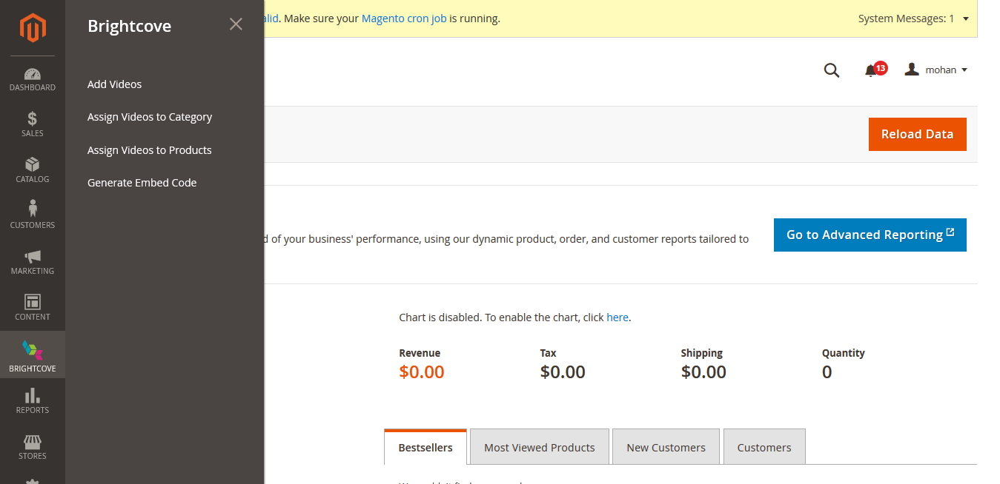 Brightcove
Add Videos
Assign Videos to Category
Assign Videos to Products
Generate Embed Code
DASHBOARD
SALES
CATALOG
CUSTOMERS
MARKETING
CONTENT
BRIGHTCOVE
REPORTS
STORES
alid. Make sure your Magento cron job is running.
System Messages: 1
13
mohan
Reload Data
d of your business' performance, using our dynamic product, order, and customer reports tailored to
Go to Advanced Reporting
Chart is disabled. To enable the chart, click here.
Revenue Tax Shipping Quantity
$0.00 $0.00 $0.00 0
Bestsellers Most Viewed Products New Customers Customers